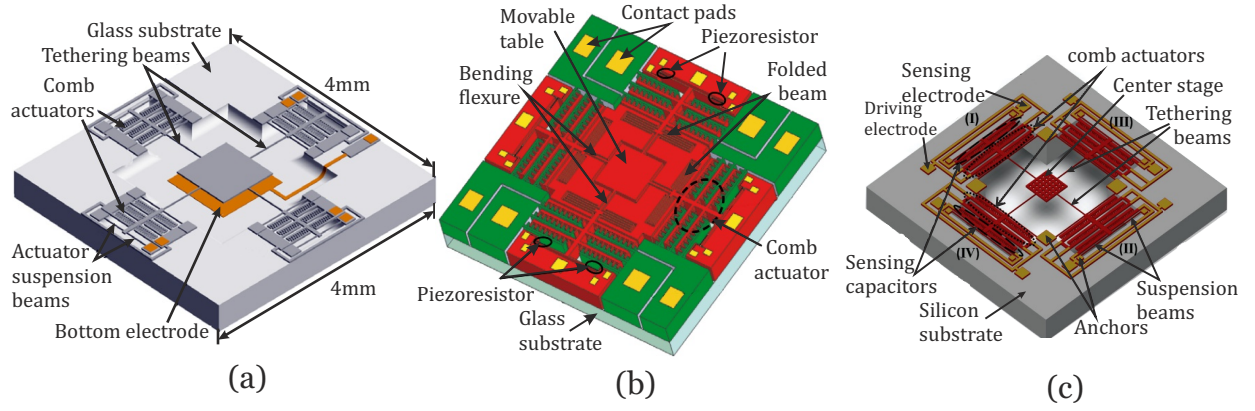 Glass substrate
Tethering beams
Comb
actuators
4mm
Actuator
suspension
beams
4mm
Bottom electrode
(a)
Movable
table
Contact pads
Piezoresistor
Bending
flexure
Folded
beam
Comb
actuator
Piezoresistor
Glass
substrate
(b)
comb actuators
Sensing
electrode
Center stage
Tethering
beams
Driving
electrode
(I)
(III)
(IV)
(II)
Sensing
capacitors
Silicon
substrate
Suspension
beams
Anchors
(c)